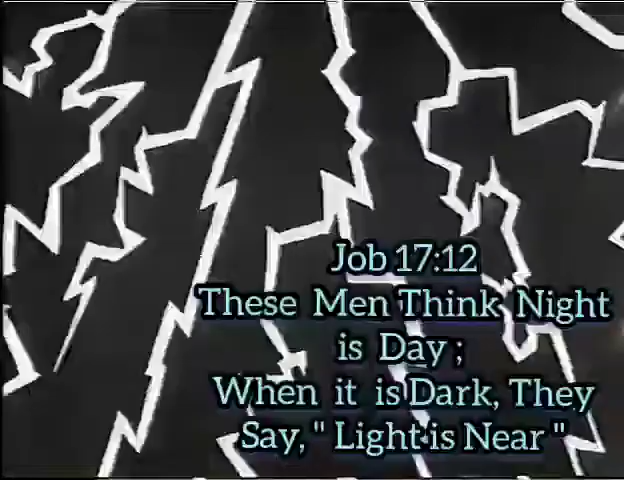 Job 17:12
These Men Think Night
is Day ;
When it is Dark, They
Say, " Light is Near "